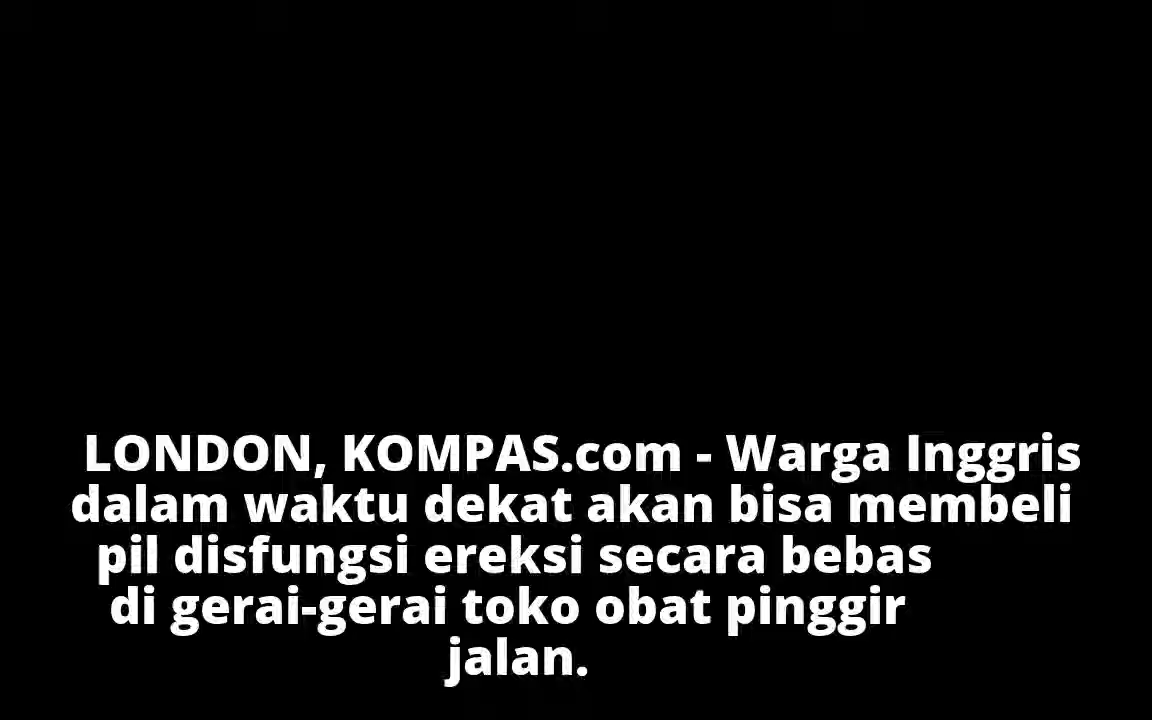 LONDON, KOMPAS.com - Warga Inggris
dalam waktu dekat akan bisa membeli
pil disfungsi ereksi secara bebas
di gerai-gerai toko obat pinggir
jalan.